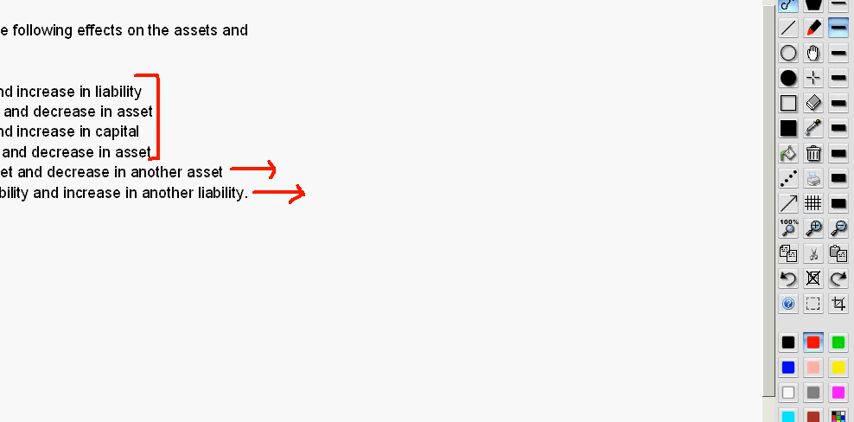 e following effects on the assets and
nd increase in liability
and decrease in asset
nd increase in capital
and decrease in asset
et and decrease in another asset
bility and increase in another liability.
100%